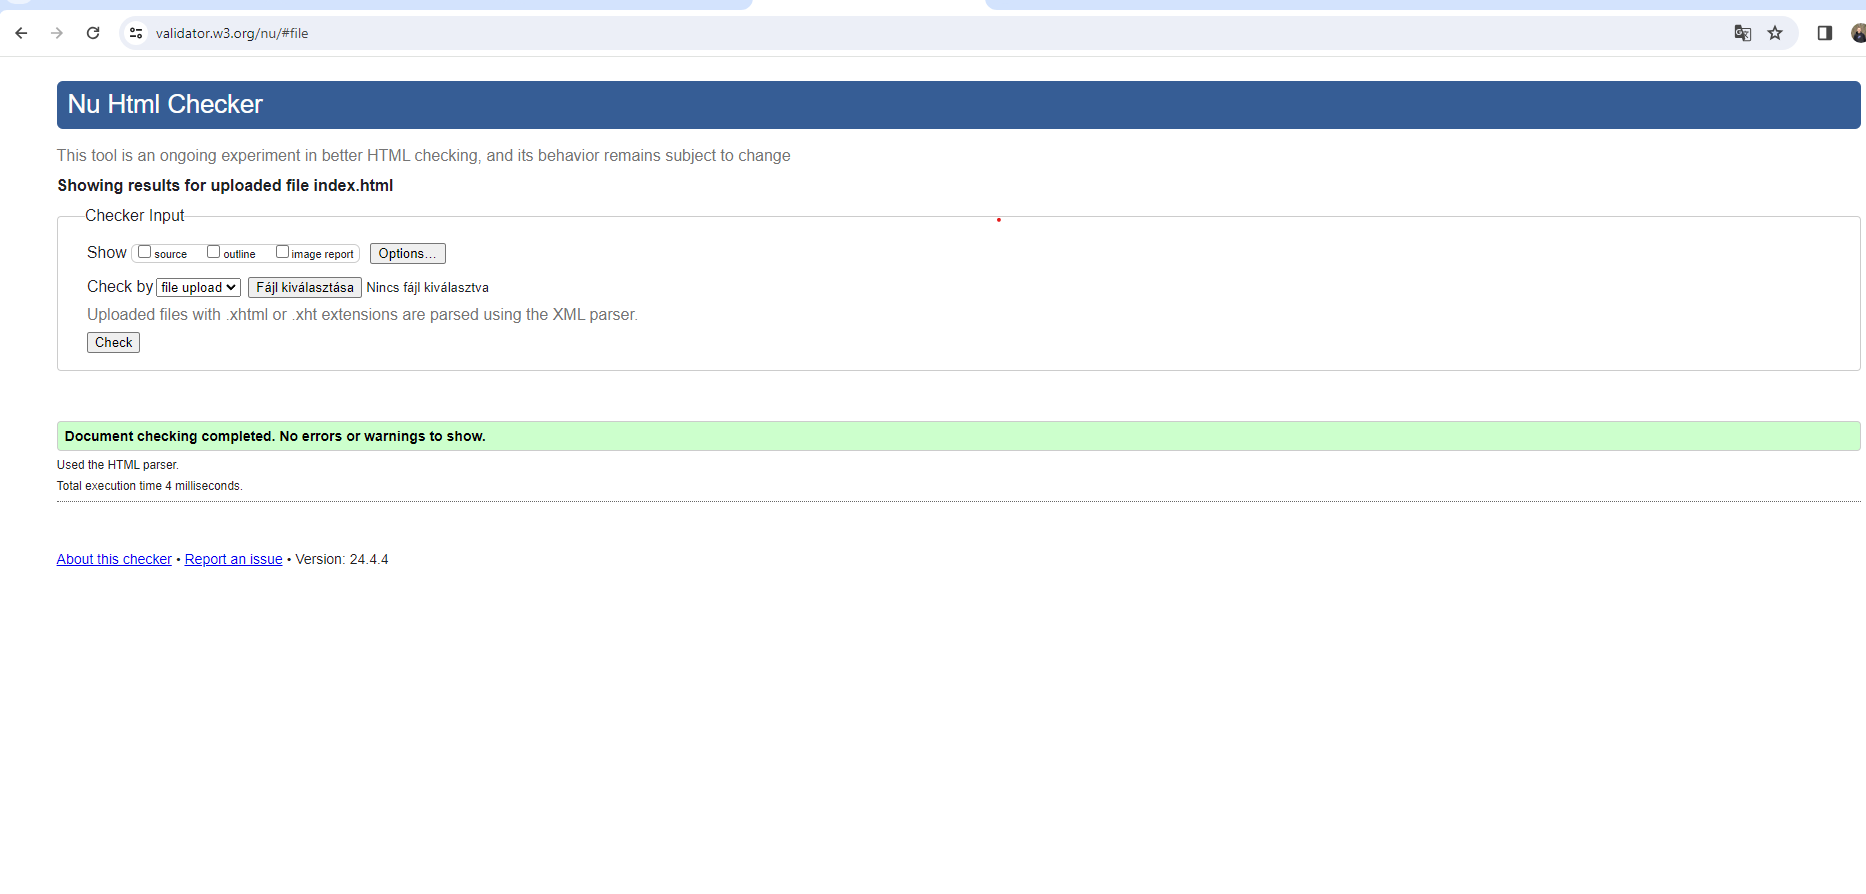 validator.w3.org/nu/#file
Nu Html Checker
This tool is an ongoing experiment in better HTML checking, and its behavior remains subject to change
Showing results for uploaded file index.html
Checker Input
Show source outline image report Options...
Check by file upload Fájl kiválasztása Nincs fájl kiválasztva
Uploaded files with .xhtml or .xht extensions are parsed using the XML parser.
Check
Document checking completed. No errors or warnings to show.
Used the HTML parser.
Total execution time 4 milliseconds.
About this checker • Report an issue • Version: 24.4.4